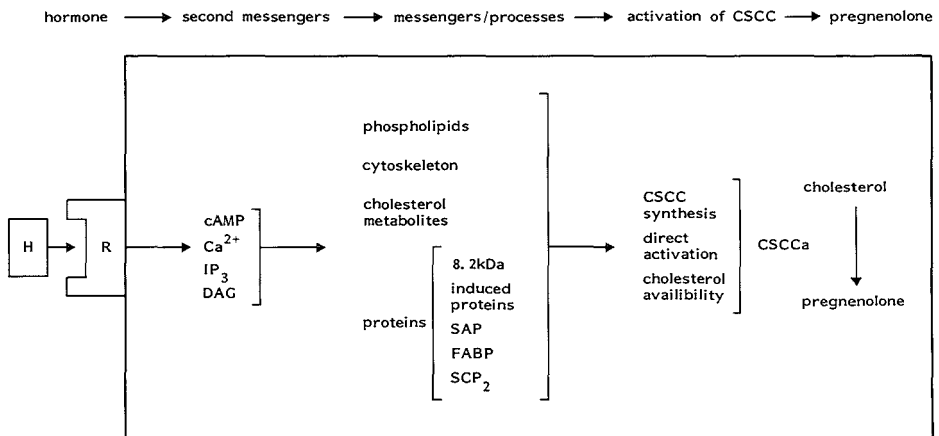 hormone → second messengers → messengers/processes → activation of CSCC → pregnenolone
phospholipids
cytoskeleton
cholesterol
metabolites
H
R
cAMP
Ca²⁺
IP₃
DAG
proteins
8.2kDa
induced
proteins
SAP
FABP
SCP₂
CSCC
synthesis
direct
activation
cholesterol
availibility
CSCCa
cholesterol
pregnenolone